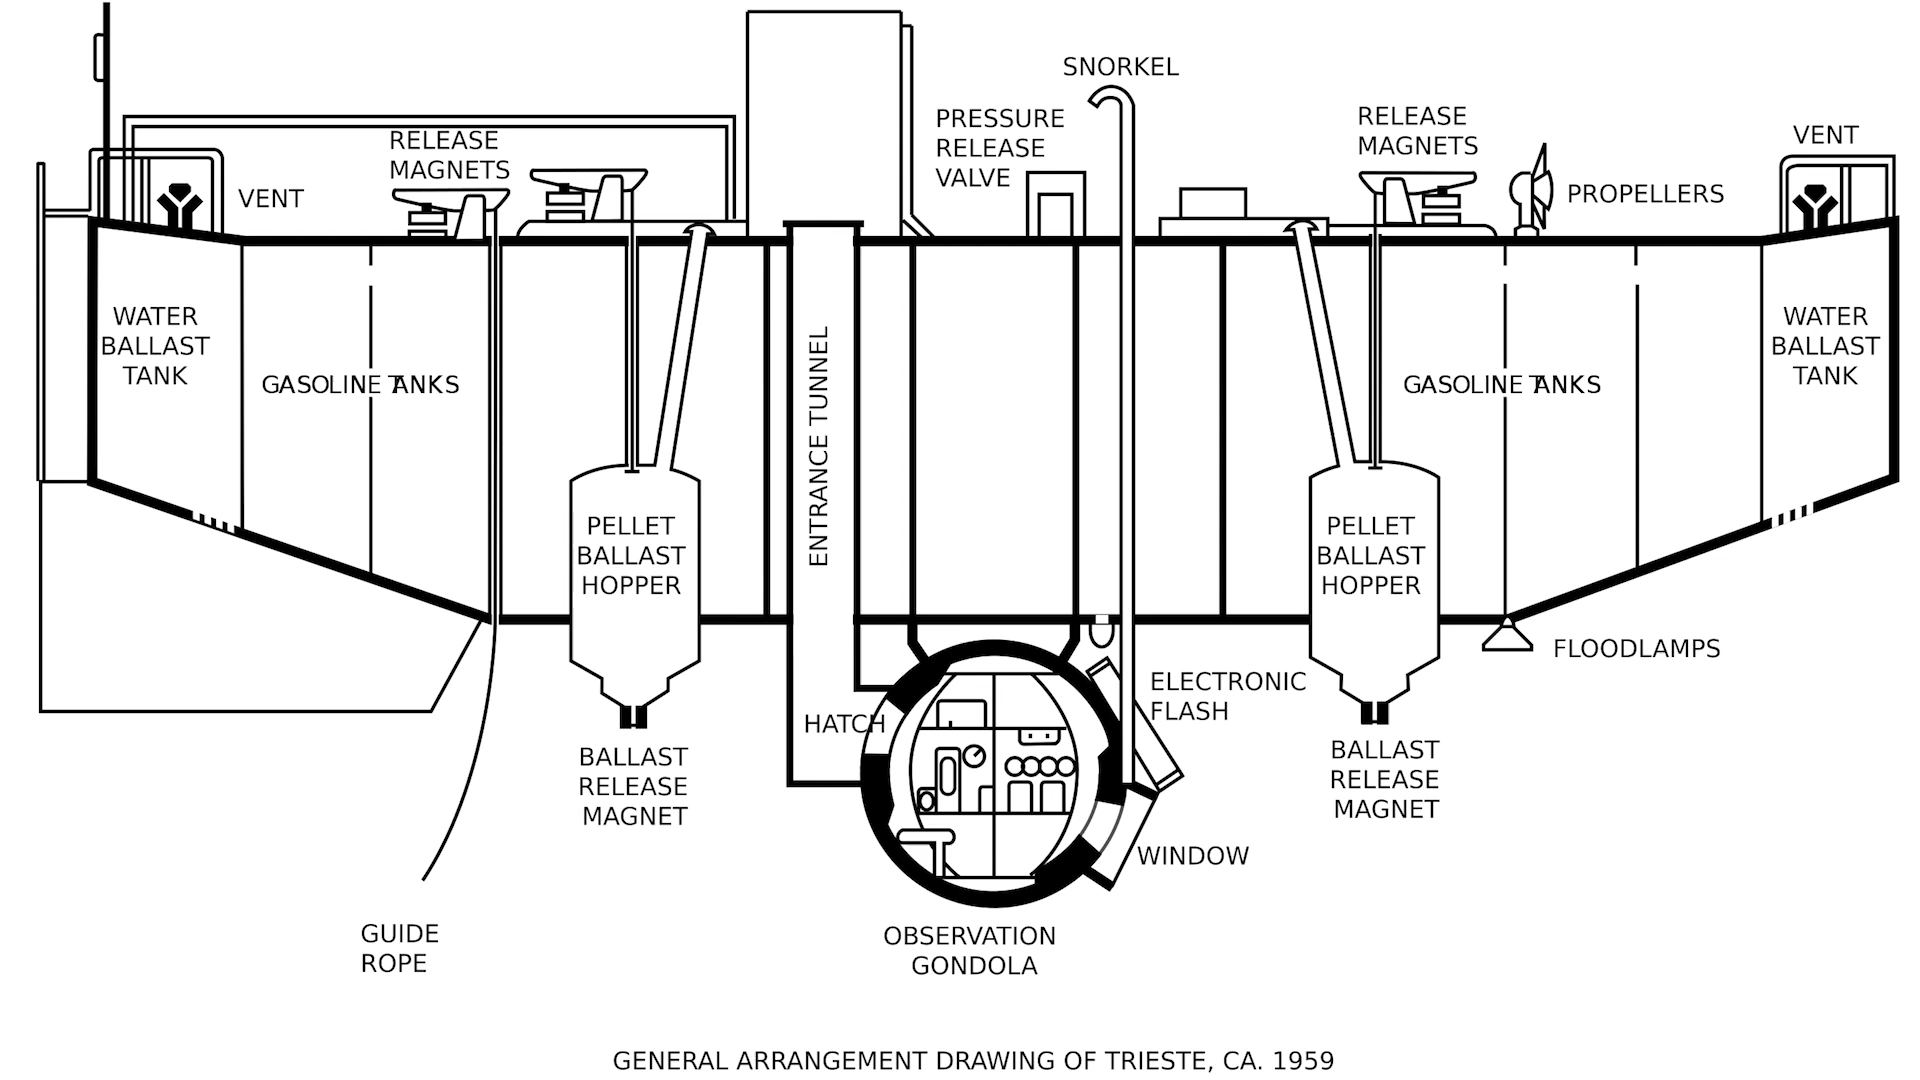 SNORKEL
PRESSURE
RELEASE
VALVE
RELEASE
MAGNETS
RELEASE
MAGNETS
VENT
VENT
PROPELLERS
WATER
BALLAST
TANK
GASOLINE TANKS
ENTRANCE TUNNEL
GASOLINE TANKS
WATER
BALLAST
TANK
PELLET
BALLAST
HOPPER
PELLET
BALLAST
HOPPER
FLOODLAMPS
ELECTRONIC
FLASH
HATCH
BALLAST
RELEASE
MAGNET
BALLAST
RELEASE
MAGNET
WINDOW
GUIDE
ROPE
OBSERVATION
GONDOLA
GENERAL ARRANGEMENT DRAWING OF TRIESTE, CA. 1959